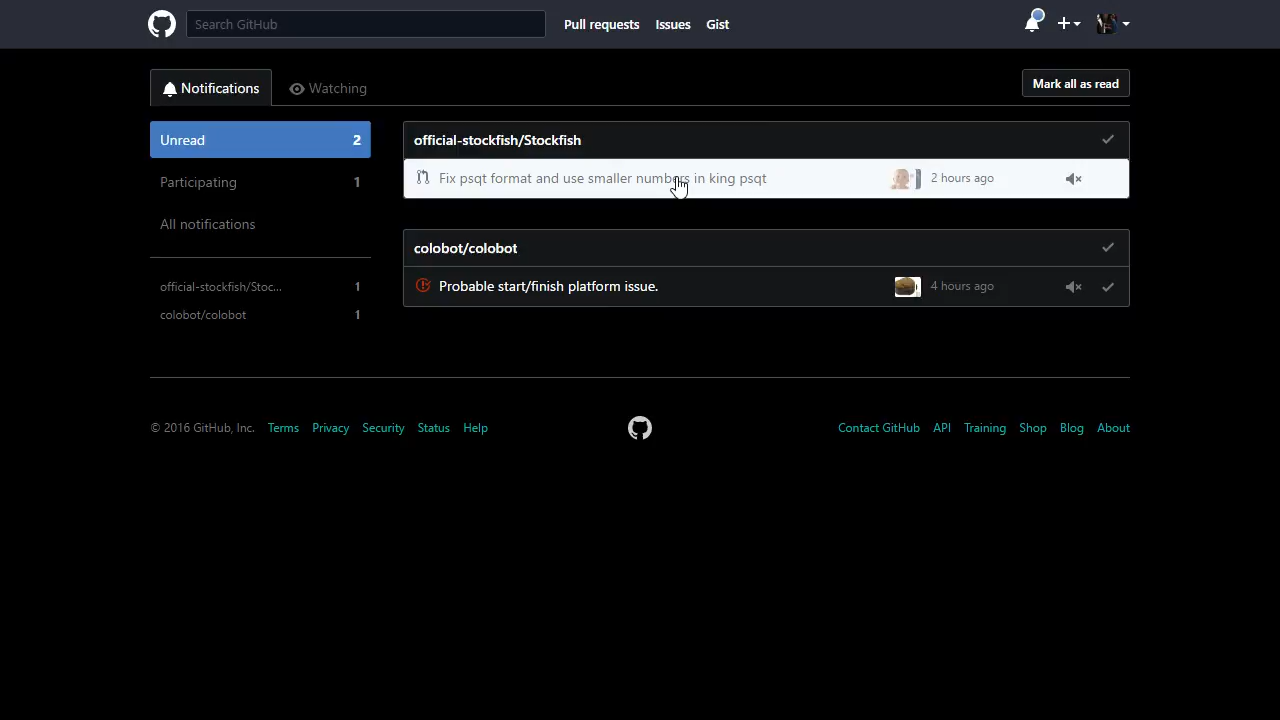 Search GitHub
Pull requests
Issues
Gist
Notifications
Watching
Mark all as read
Unread 2
Participating 1
All notifications
official-stockfish/Stoc... 1
colobot/colobot 1
official-stockfish/Stockfish
Fix psqt format and use smaller numbers in king psqt 2 hours ago
colobot/colobot
Probable start/finish platform issue. 4 hours ago
© 2016 GitHub, Inc. Terms Privacy Security Status Help
Contact GitHub API Training Shop Blog About